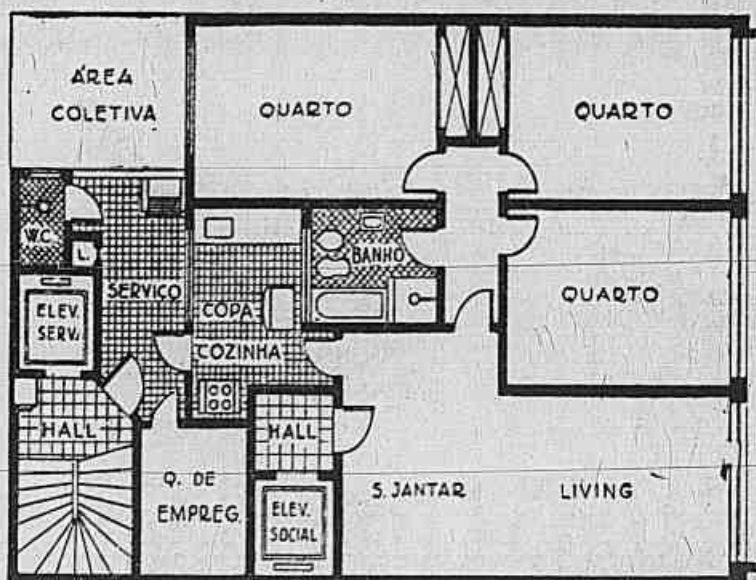 ÁREA
COLETIVA
QUARTO
QUARTO
W.C.
L.
BANHO
ELEV.
SERV.
SERVIÇO
COPA
COZINHA
QUARTO
HALL
HALL
Q. DE
EMPREG.
ELEV.
SOCIAL
S. JANTAR
LIVING